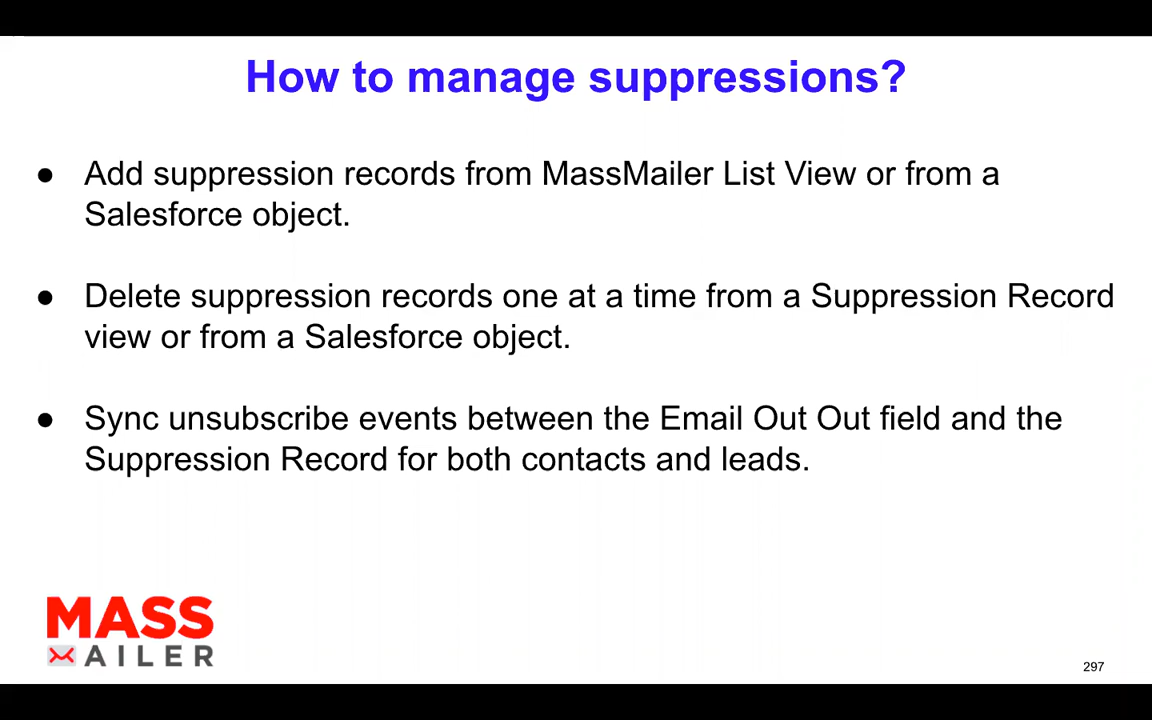 How to manage suppressions?
● Add suppression records from MassMailer List View or from a
Salesforce object.
● Delete suppression records one at a time from a Suppression Record
view or from a Salesforce object.
● Sync unsubscribe events between the Email Out Out field and the
Suppression Record for both contacts and leads.
MASS
AILER
297